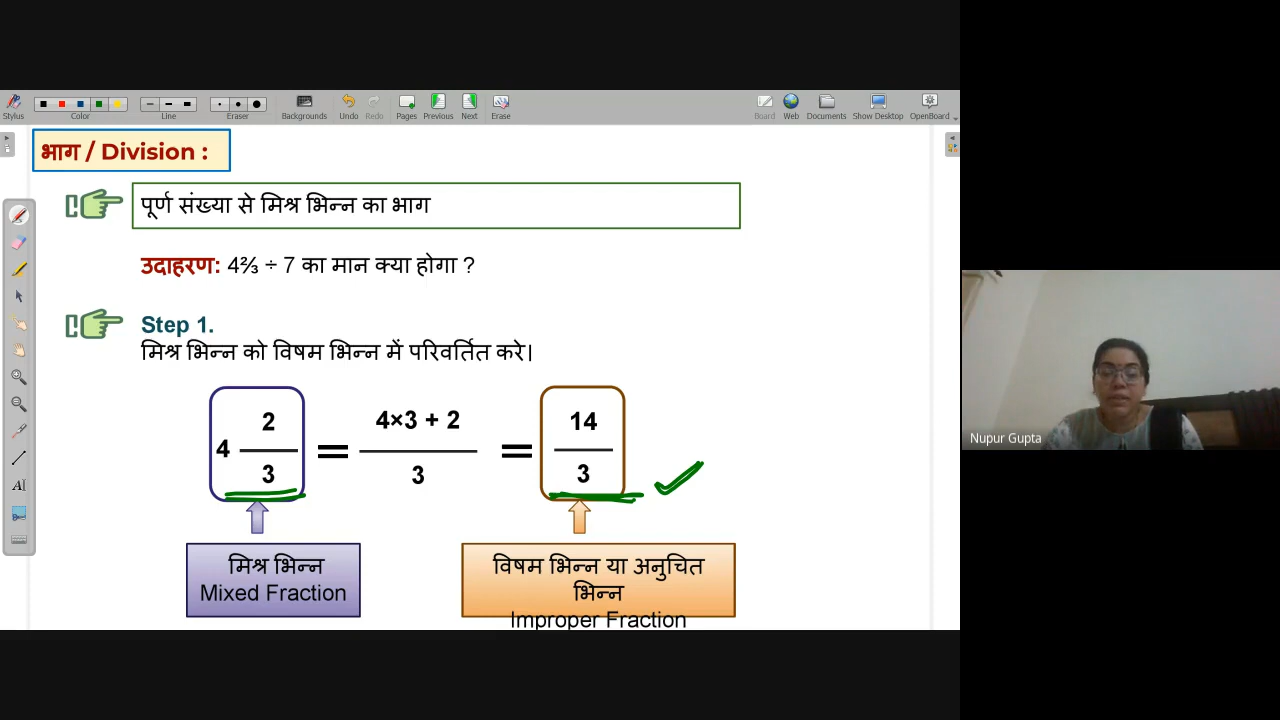 Stylus
Color
Line
Eraser
Backgrounds
Undo
Redo
Pages
Previous
Next
Erase
Board
Web
Documents
Show Desktop
OpenBoard
भाग / Division :
पूर्ण संख्या से मिश्र भिन्न का भाग
उदाहरण: 4⅔ ÷ 7 का मान क्या होगा ?
Step 1.
मिश्र भिन्न को विषम भिन्न में परिवर्तित करे।
4 2/3 = 4×3 + 2/3 = 14/3
मिश्र भिन्न
Mixed Fraction
विषम भिन्न या अनुचित
भिन्न
Improper Fraction
Nupur Gupta